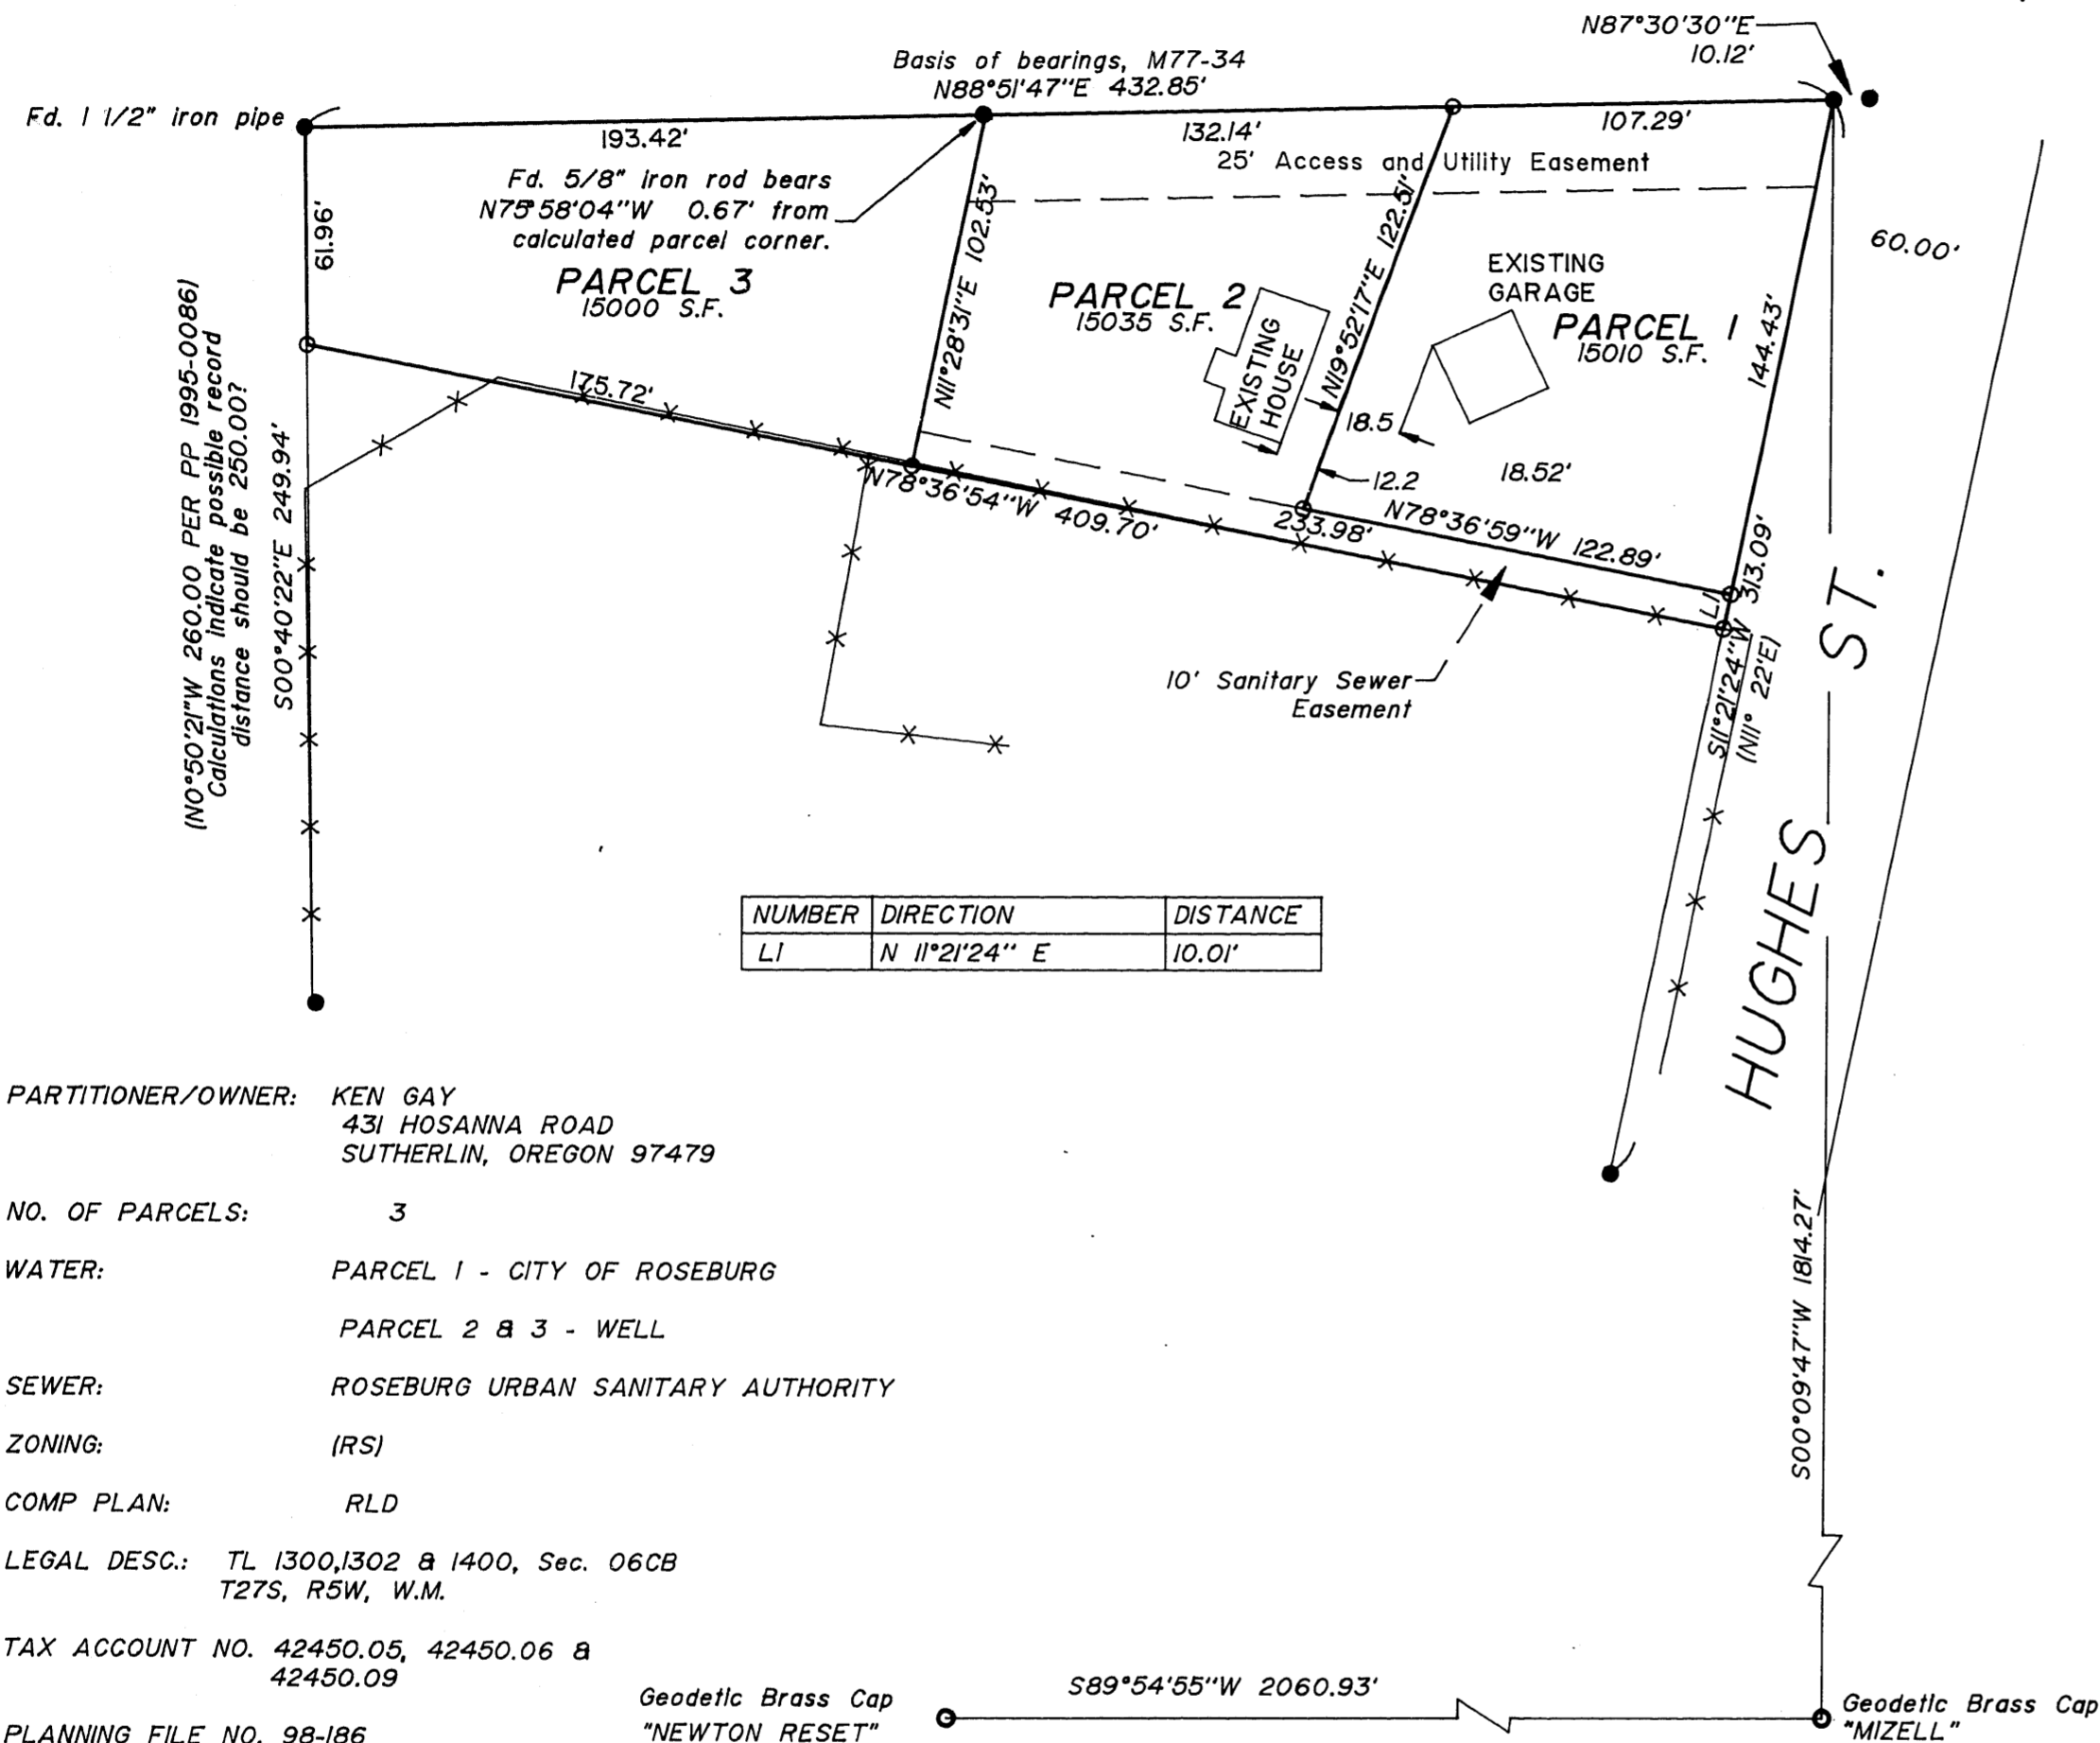 N87°30'30"E
10.12'
Basis of bearings, M77-34
N88°51'47"E 432.85'
Fd. 1 1/2" iron pipe
193.42'
132.14'
107.29'
25' Access and Utility Easement
Fd. 5/8" iron rod bears
N75°58'04"W 0.67' from
calculated parcel corner.
61.96'
N11°28'31"E 102.53'
N19°52'17"E 122.51'
60.00'
EXISTING
GARAGE
PARCEL 3
15000 S.F.
PARCEL 2
15035 S.F.
PARCEL 1
15010 S.F.
144.43'
EXISTING
HOUSE
(N0°50'21"W 260.00 PER PP 1995-0086)
Calculations indicate possible record
distance should be 250.00?
S00°40'22"E 249.94'
175.72'
18.5
18.52'
12.2
N78°36'54"W 409.70'
233.98'
N78°36'59"W 122.89'
L1
313.09'
S11°21'24"W
(N11° 22'E)
10' Sanitary Sewer
Easement
HUGHES ST.
NUMBER DIRECTION DISTANCE
L1 N 11°21'24" E 10.01'
PARTITIONER/OWNER: KEN GAY
431 HOSANNA ROAD
SUTHERLIN, OREGON 97479
NO. OF PARCELS: 3
WATER: PARCEL 1 - CITY OF ROSEBURG
PARCEL 2 & 3 - WELL
SEWER: ROSEBURG URBAN SANITARY AUTHORITY
ZONING: (RS)
COMP PLAN: RLD
LEGAL DESC.: TL 1300,1302 & 1400, Sec. 06CB
T27S, R5W, W.M.
TAX ACCOUNT NO. 42450.05, 42450.06 &
42450.09
PLANNING FILE NO. 98-186
S00°09'47"W 1814.27'
S89°54'55"W 2060.93'
Geodetic Brass Cap
"NEWTON RESET"
Geodetic Brass Cap
"MIZELL"